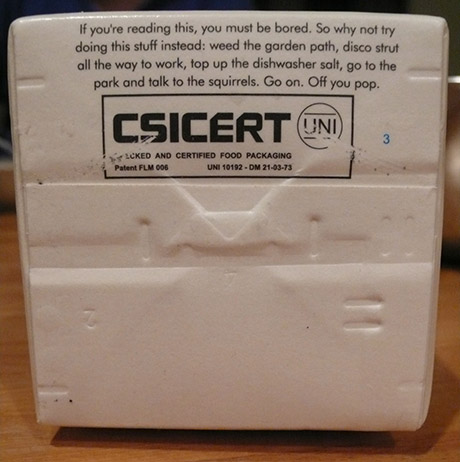 If you're reading this, you must be bored. So why not try
doing this stuff instead: weed the garden path, disco strut
all the way to work, top up the dishwasher salt, go to the
park and talk to the squirrels. Go on. Off you pop.
CSICERT UNI
3
AND CERTIFIED FOOD PACKAGING
Patent FLM 006 UNI 10192 - DM 21-03-73
3